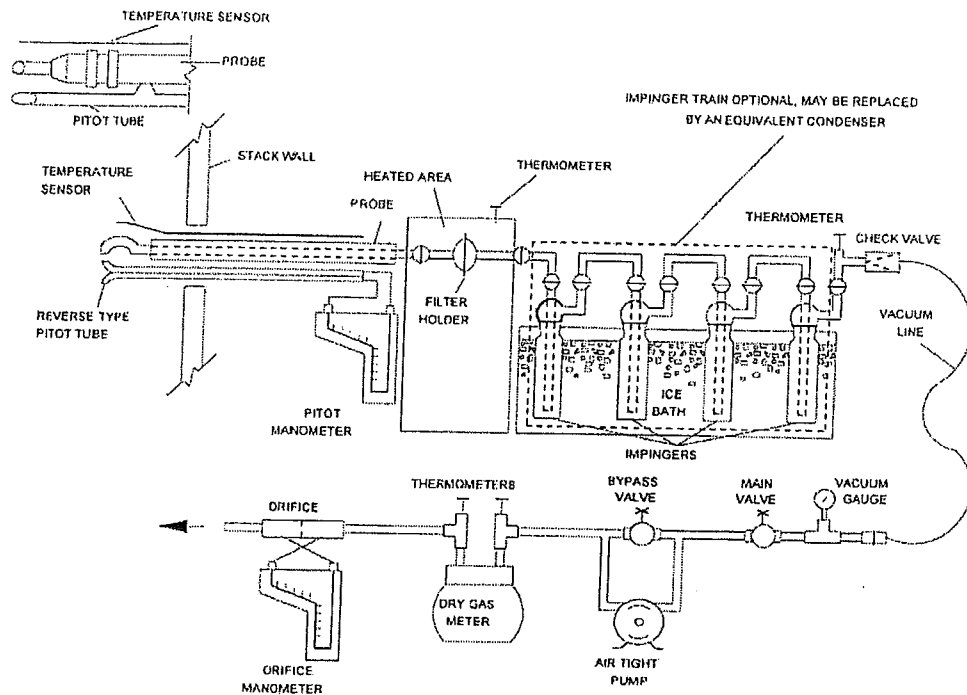 TEMPERATURE SENSOR
PROBE
PITOT TUBE
IMPINGER TRAIN OPTIONAL, MAY BE REPLACED
BY AN EQUIVALENT CONDENSER
TEMPERATURE
SENSOR
STACK WALL
HEATED AREA
THERMOMETER
PROBE
THERMOMETER
CHECK VALVE
REVERSE TYPE
PITOT TUBE
FILTER
HOLDER
VACUUM
LINE
PITOT
MANOMETER
ICE
BATH
IMPINGERS
THERMOMETERS
BYPASS
VALVE
MAIN
VALVE
VACUUM
GAUGE
ORIFICE
DRY GAS
METER
AIR TIGHT
PUMP
ORIFICE
MANOMETER